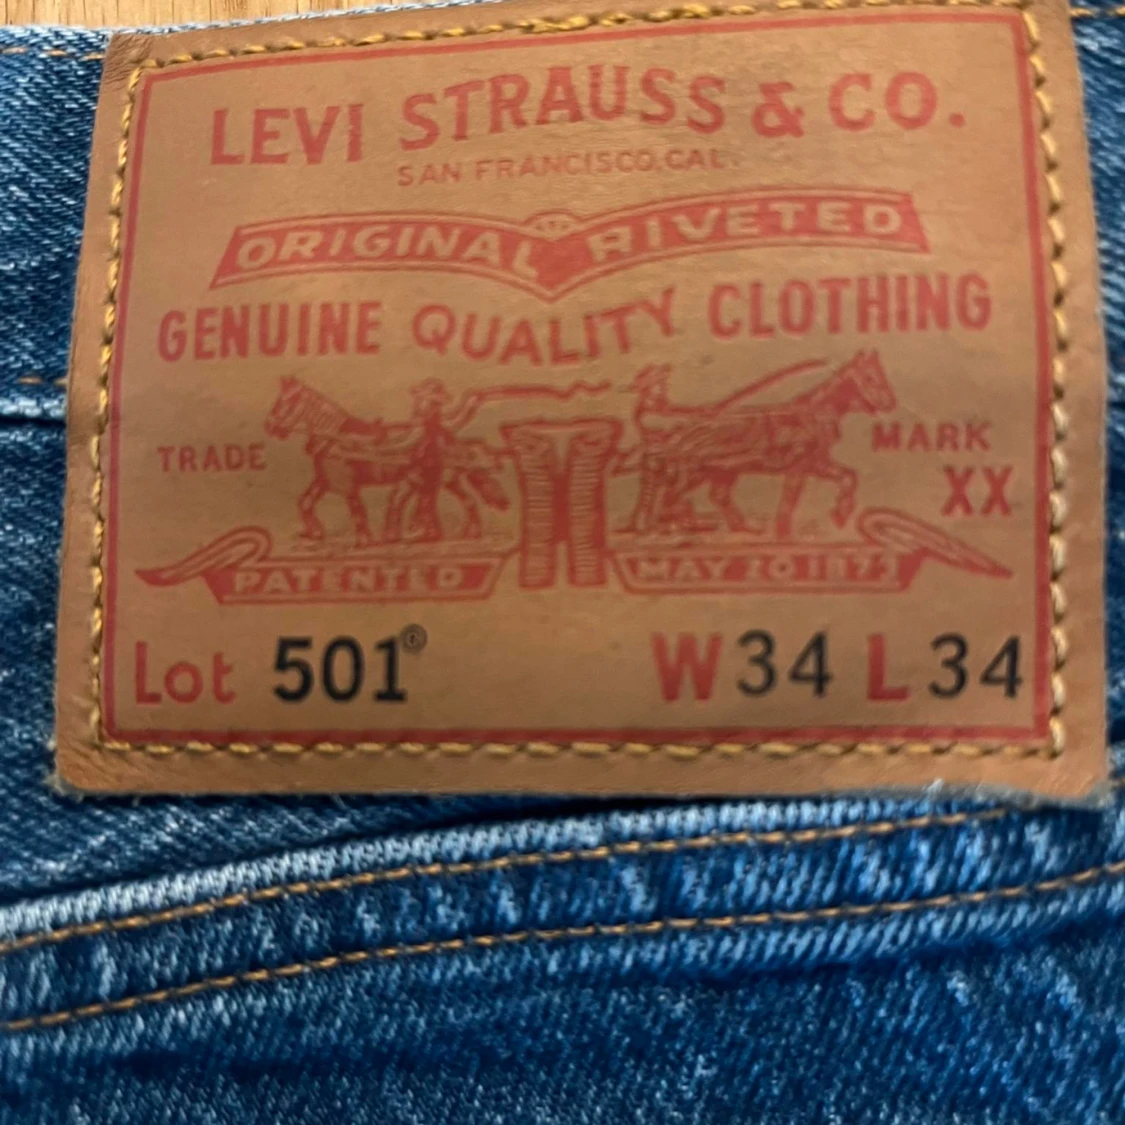 LEVI STRAUSS & CO.
SAN FRANCISCO, CAL.
ORIGINAL RIVETED
GENUINE QUALITY CLOTHING
TRADE MARK
XX
PATENTED MAY 20 1873
Lot 501® W34 L34